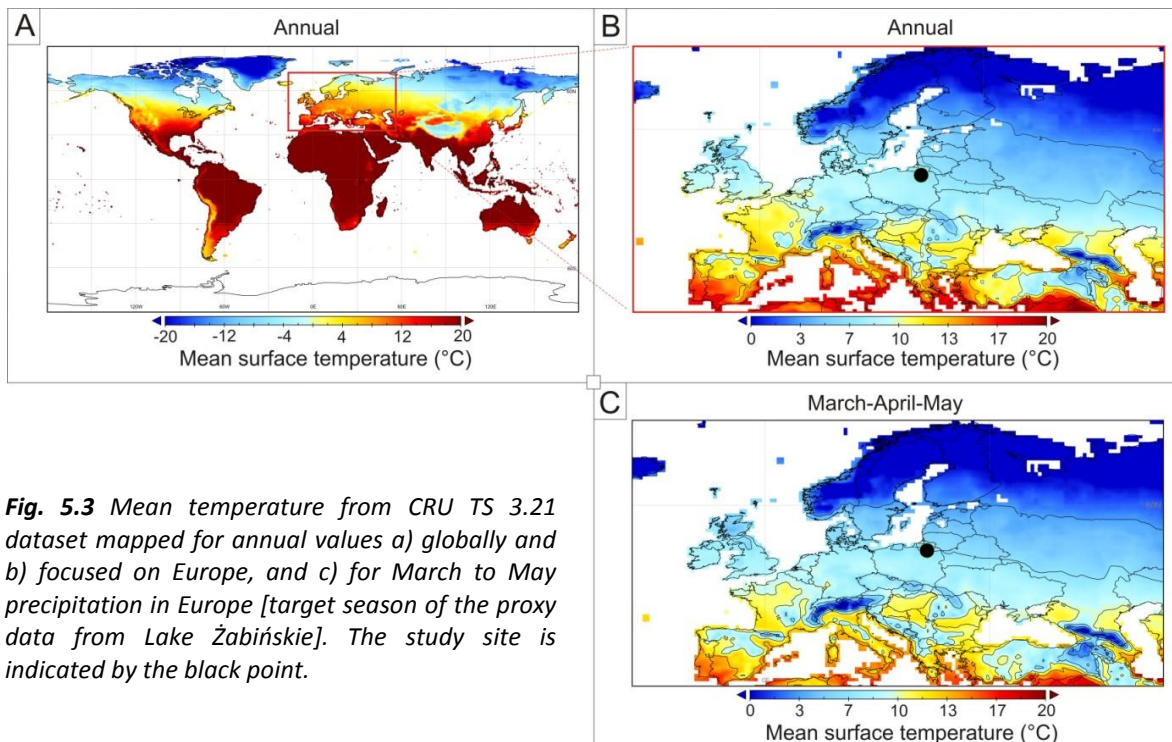 A
Annual
60N
60S
120W
60W
0E
60E
120E
-20 -12 -4 4 12 20
Mean surface temperature (°C)
B
Annual
0 3 7 10 13 17 20
Mean surface temperature (°C)
C
March-April-May
0 3 7 10 13 17 20
Mean surface temperature (°C)
Fig. 5.3 Mean temperature from CRU TS 3.21
dataset mapped for annual values a) globally and
b) focused on Europe, and c) for March to May
precipitation in Europe [target season of the proxy
data from Lake Żabińskie]. The study site is
indicated by the black point.